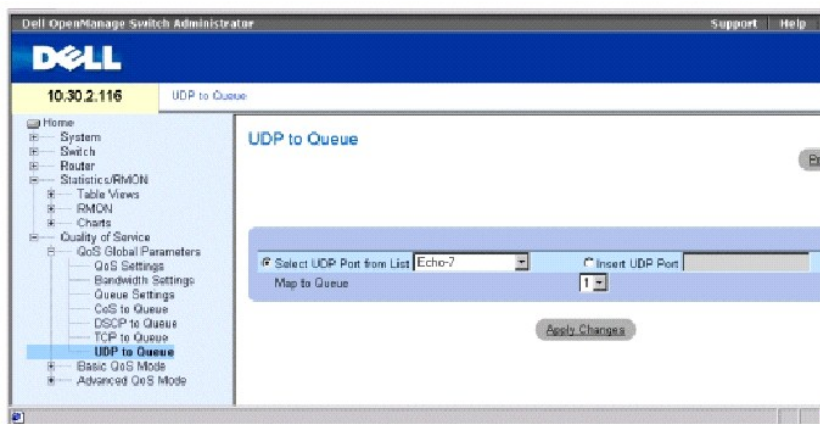 Dell OpenManage Switch Administrator Support Help
DELL
10.30.2.116 UDP to Queue
Home
System
Switch
Router
Statistics/RMON
Table Views
RMON
Charts
Quality of Service
QoS Global Parameters
QoS Settings
Bandwidth Settings
Queue Settings
CoS to Queue
DSCP to Queue
TCP to Queue
UDP to Queue
Basic QoS Mode
Advanced QoS Mode
UDP to Queue
Select UDP Port from List Echo-7 Insert UDP Port
Map to Queue 1
Apply Changes